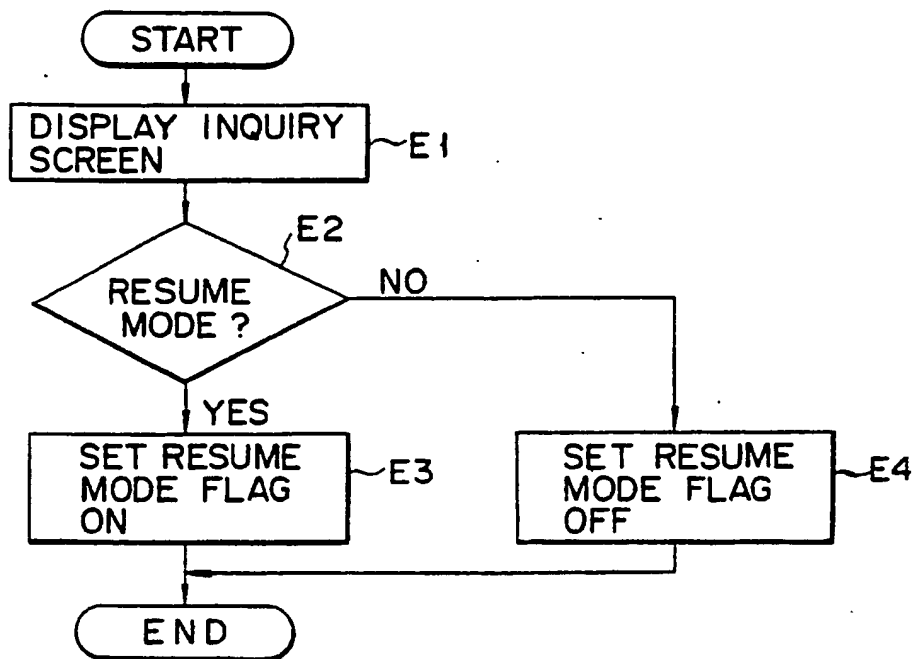 START
DISPLAY INQUIRY
SCREEN
E1
E2
RESUME
MODE?
NO
YES
SET RESUME
MODE FLAG
ON
E3
SET RESUME
MODE FLAG
OFF
E4
END